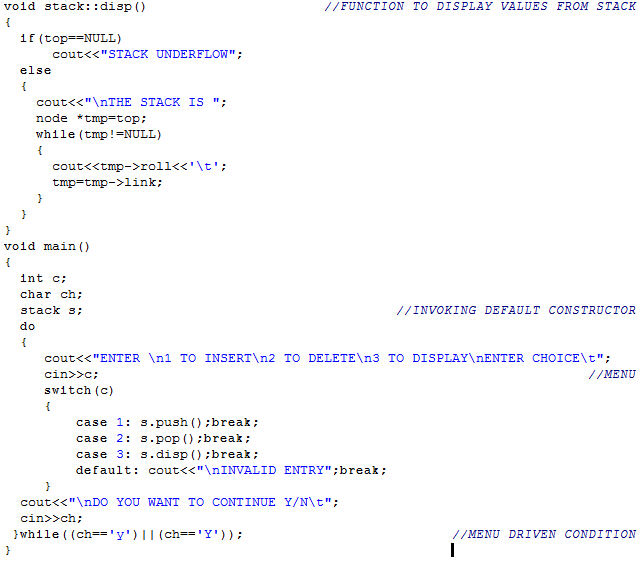 void stack::disp() //FUNCTION TO DISPLAY VALUES FROM STACK
{
if(top==NULL)
cout<<"STACK UNDERFLOW";
else
{
cout<<"\nTHE STACK IS ";
node *tmp=top;
while(tmp!=NULL)
{
cout<<tmp->roll<<'\t';
tmp=tmp->link;
}
}
}
void main()
{
int c;
char ch;
stack s; //INVOKING DEFAULT CONSTRUCTOR
do
{
cout<<"ENTER \n1 TO INSERT\n2 TO DELETE\n3 TO DISPLAY\nENTER CHOICE\t";
cin>>c; //MENU
switch(c)
{
case 1: s.push();break;
case 2: s.pop();break;
case 3: s.disp();break;
default: cout<<"\nINVALID ENTRY";break;
}
cout<<"\nDO YOU WANT TO CONTINUE Y/N\t";
cin>>ch;
}while((ch=='y')||(ch=='Y')); //MENU DRIVEN CONDITION
}